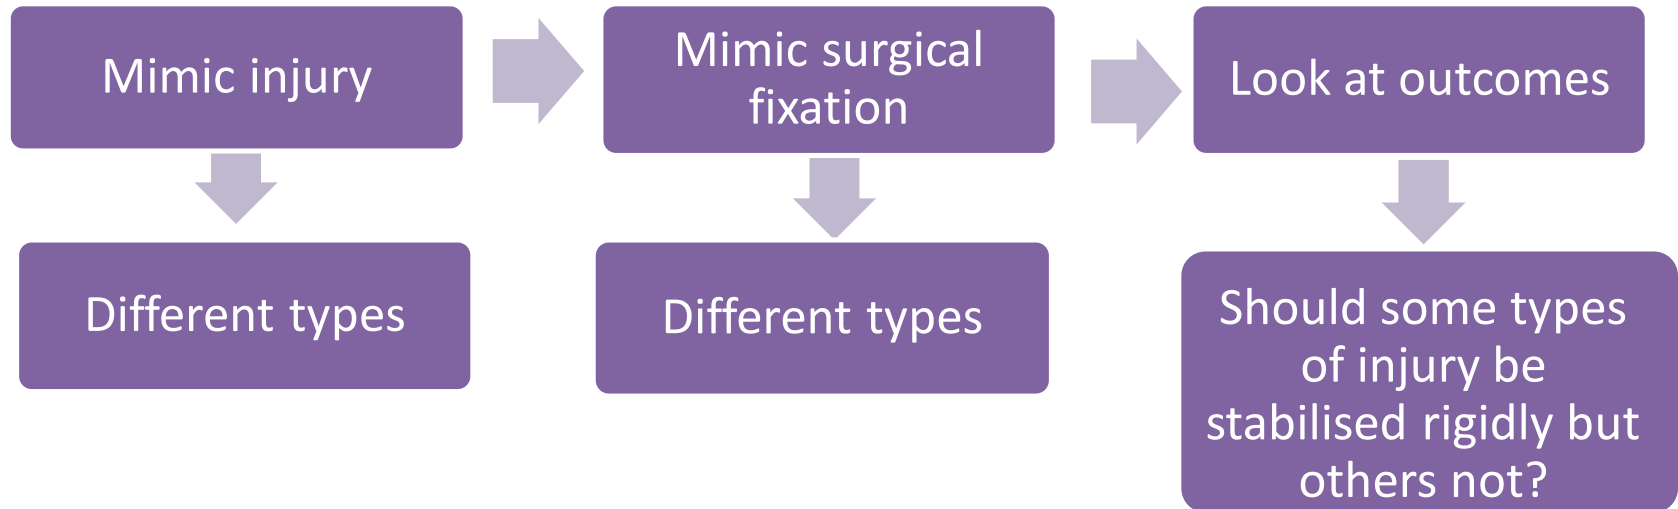 Mimic injury
Mimic surgical
fixation
Look at outcomes
Different types
Different types
Should some types
of injury be
stabilised rigidly but
others not?